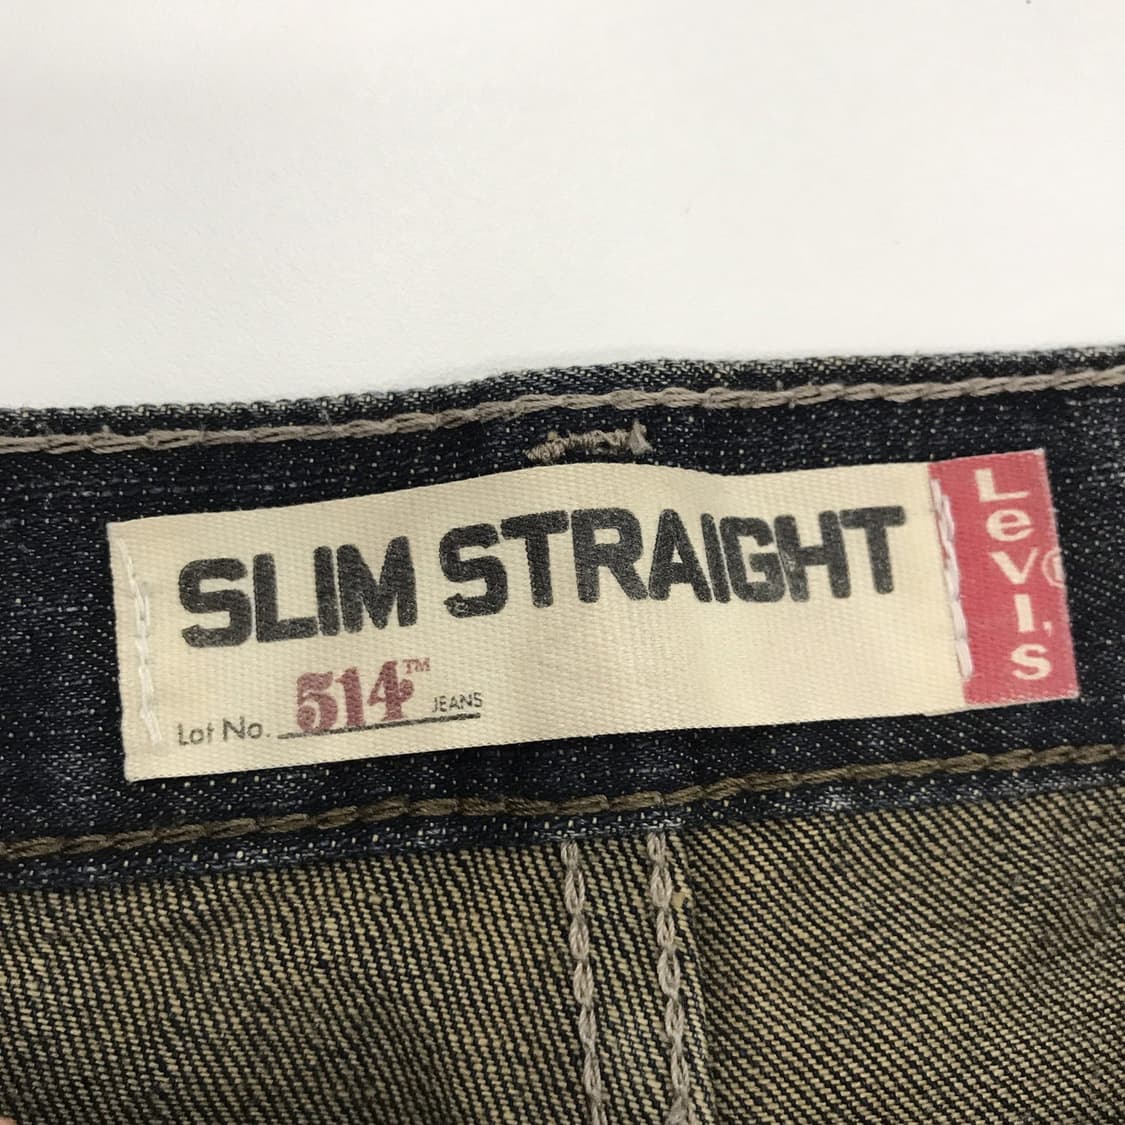 SLIM STRAIGHT
Lot No. 514™ JEANS
Levi's®